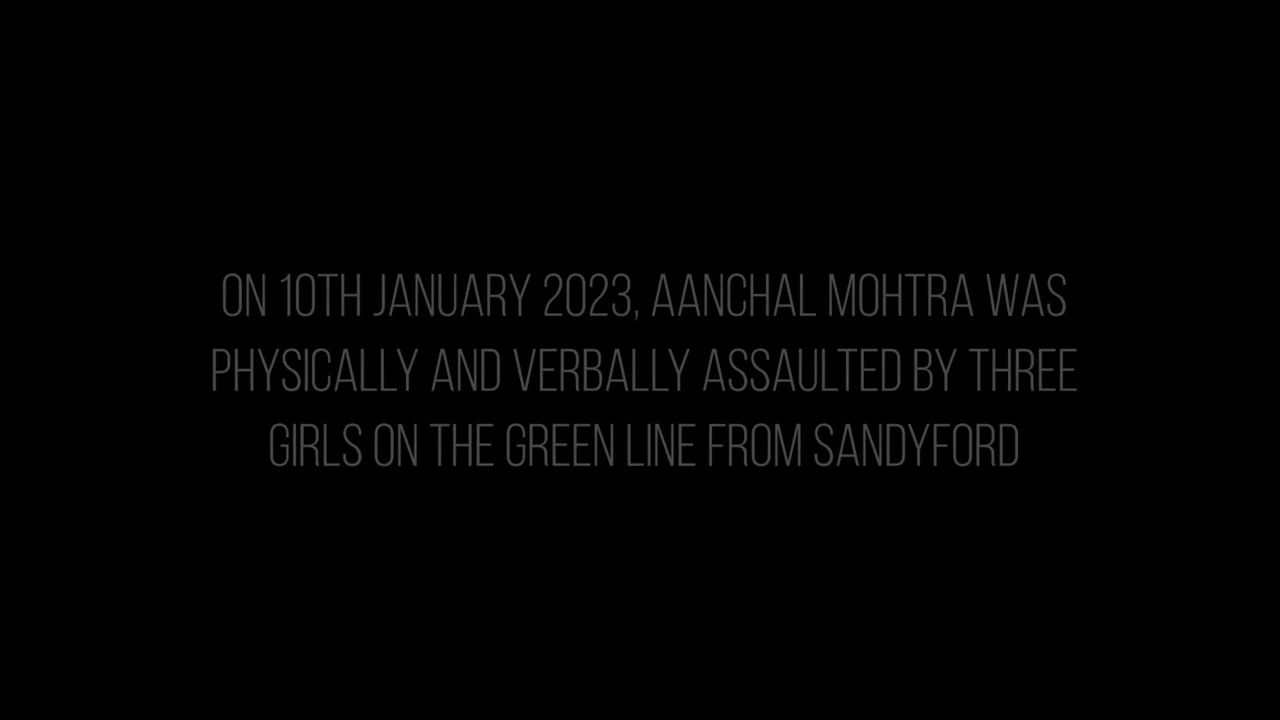 ON 10TH JANUARY 2023, AANCHAL MOHTRA WAS
PHYSICALLY AND VERBALLY ASSAULTED BY THREE
GIRLS ON THE GREEN LINE FROM SANDYFORD